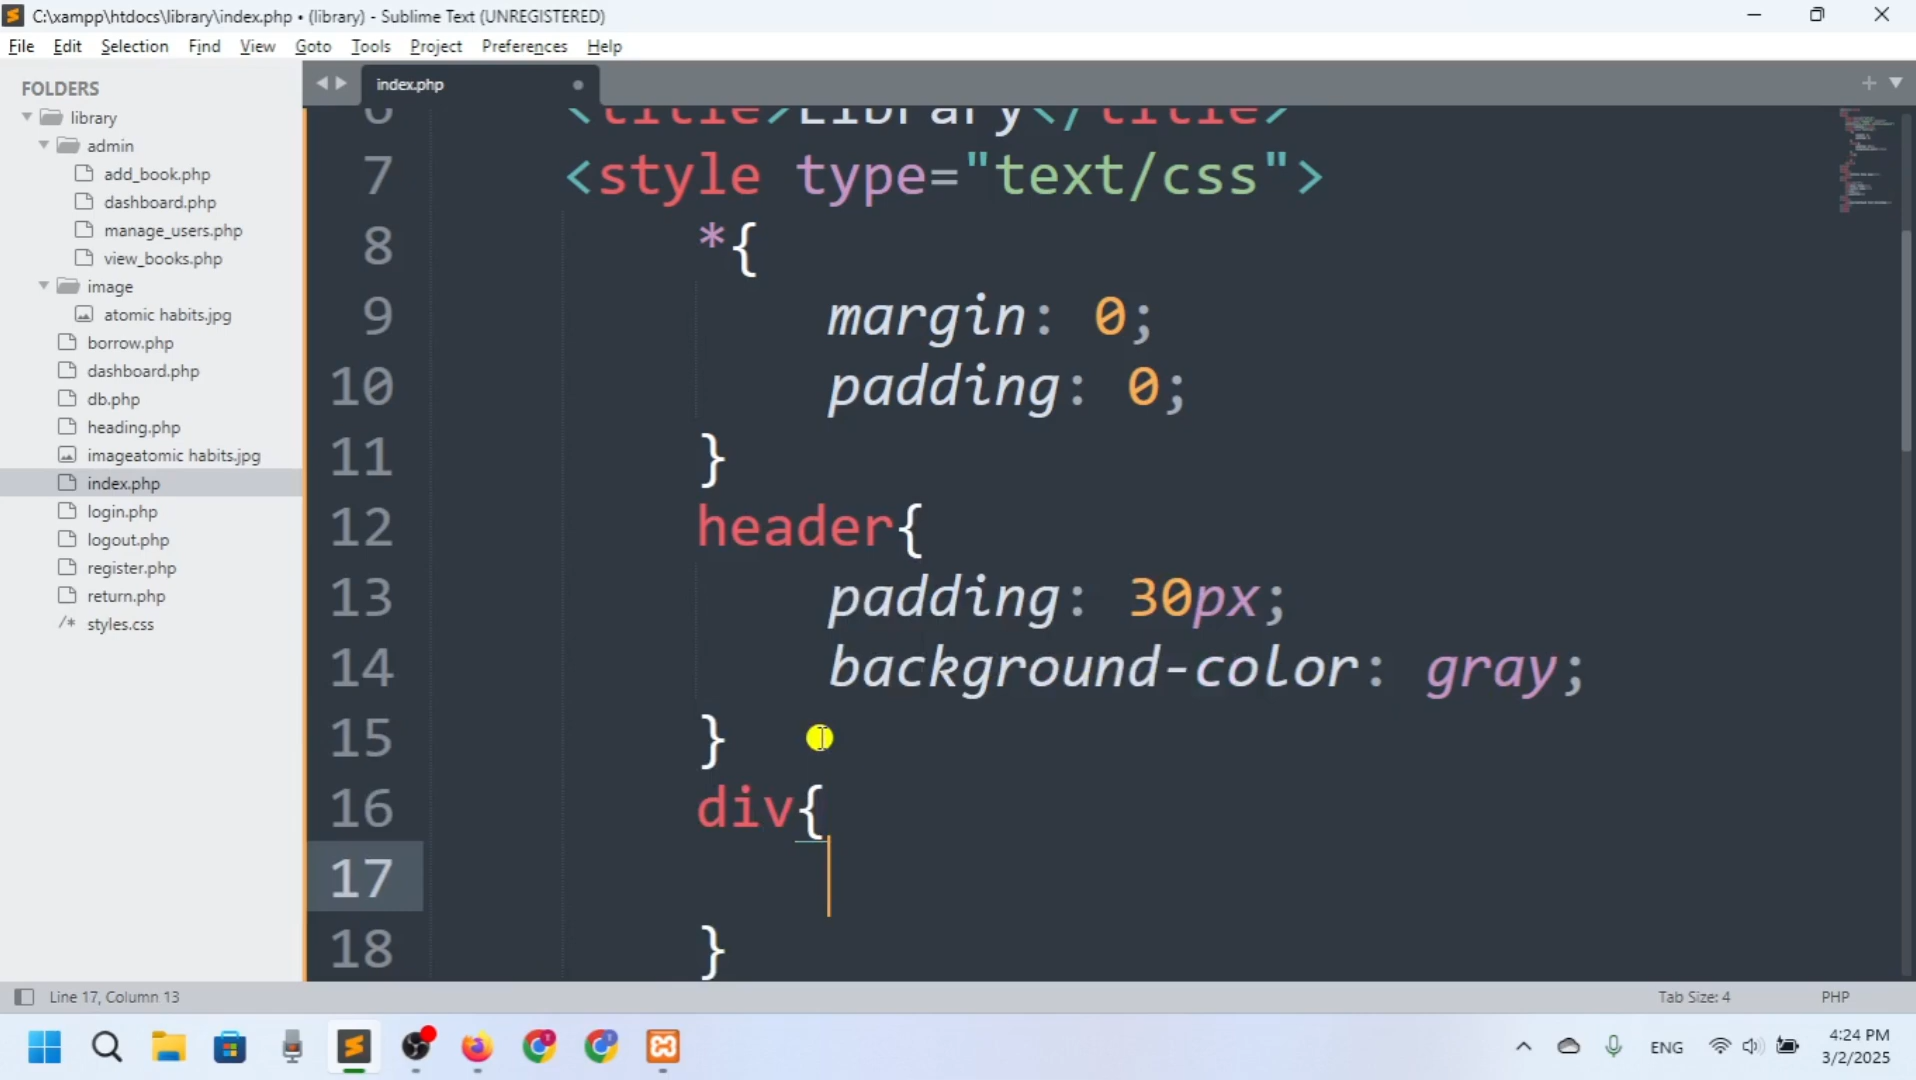 C:\xampp\htdocs\library\index.php • (library) - Sublime Text (UNREGISTERED)
File Edit Selection Find View Goto Tools Project Preferences Help
FOLDERS
library
admin
add_book.php
dashboard.php
manage_users.php
view_books.php
image
atomic habits.jpg
borrow.php
dashboard.php
db.php
heading.php
imageatomic habits.jpg
index.php
login.php
logout.php
register.php
return.php
/* styles.css
index.php
6 <title>Library</title>
7 <style type="text/css">
8 *{
9 margin: 0;
10 padding: 0;
11 }
12 header{
13 padding: 30px;
14 background-color: gray;
15 }
16 div{
17
18 }
Line 17, Column 13
Tab Size: 4
PHP
ENG
4:24 PM
3/2/2025